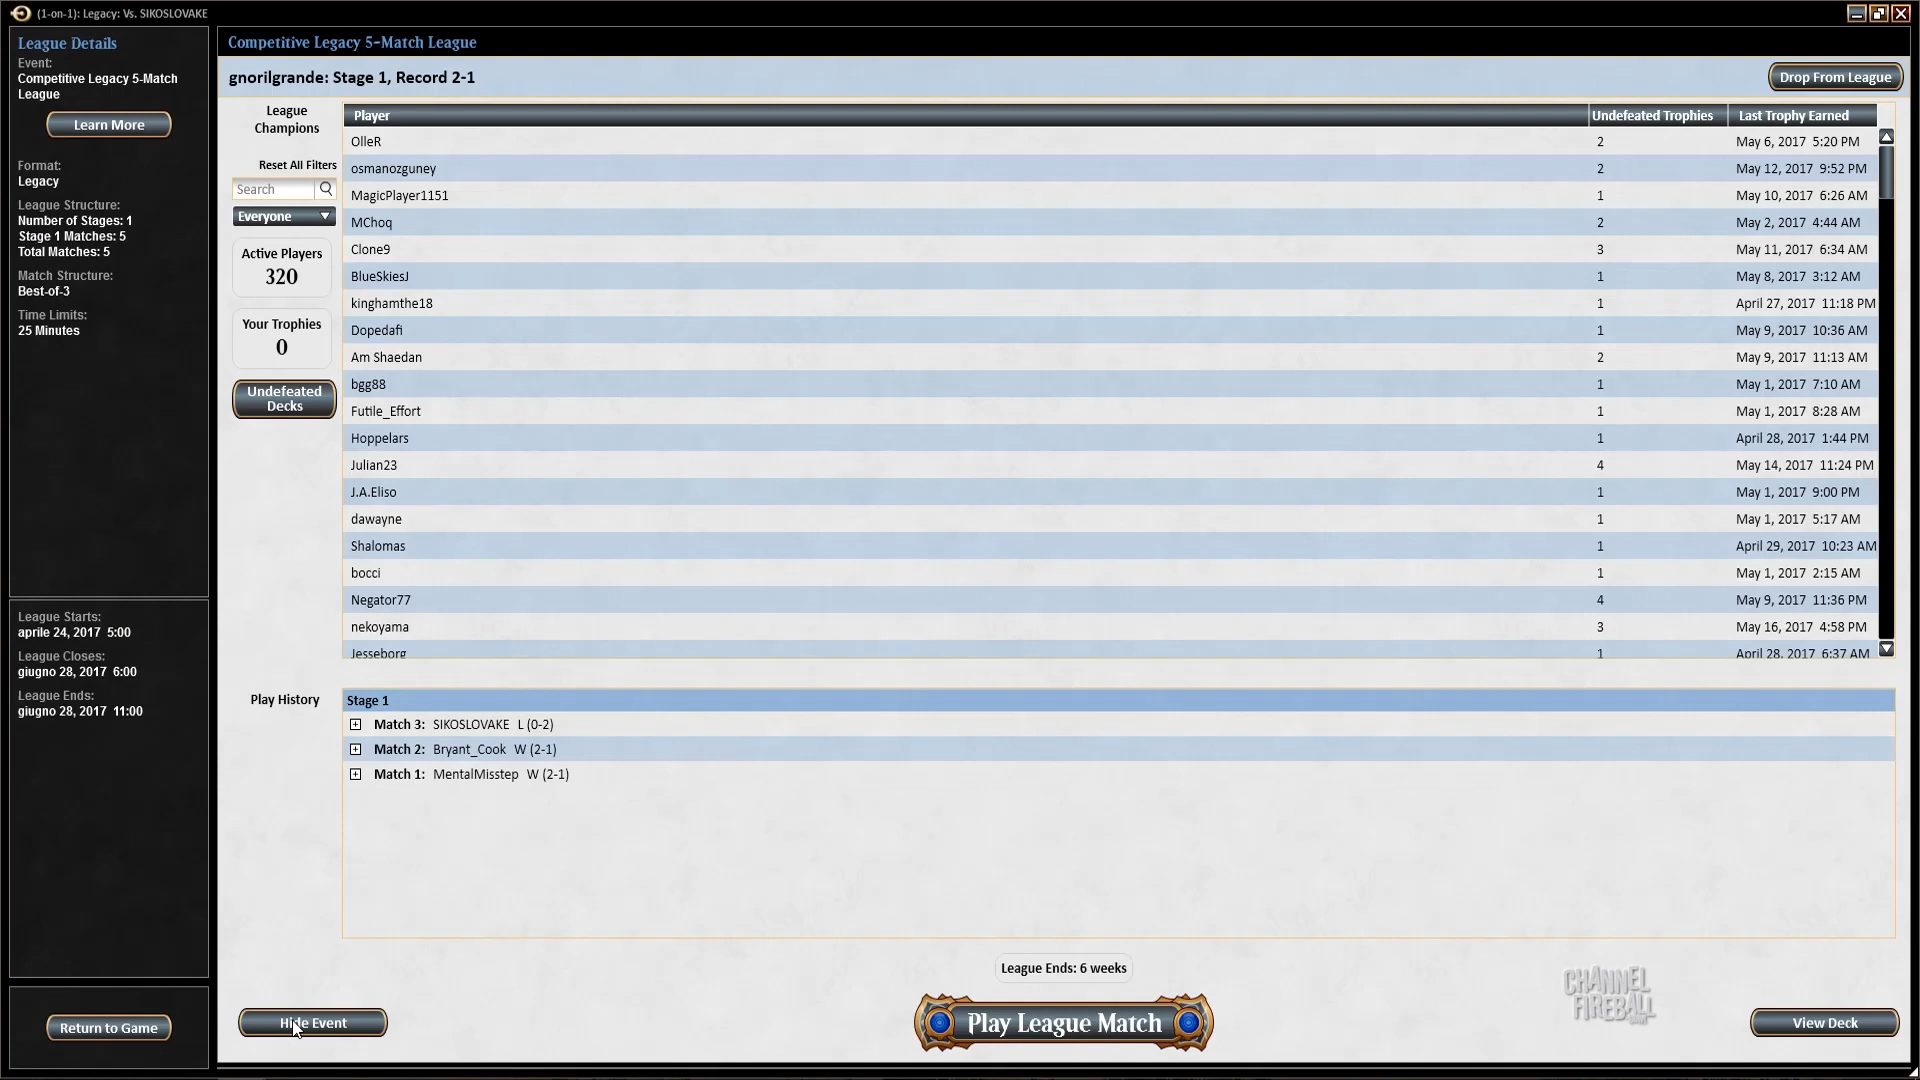 (1-on-1): Legacy: Vs. SIKOSLOVAKE
League Details
Event:
Competitive Legacy 5-Match
League
Learn More
Format:
Legacy
League Structure:
Number of Stages: 1
Stage 1 Matches: 5
Total Matches: 5
Match Structure:
Best-of-3
Time Limits:
25 Minutes
League Starts:
aprile 24, 2017 5:00
League Closes:
giugno 28, 2017 6:00
League Ends:
giugno 28, 2017 11:00
Return to Game
Competitive Legacy 5-Match League
gnorilgrande: Stage 1, Record 2-1
Drop From League
League
Champions
Reset All Filters
Search
Everyone
Active Players
320
Your Trophies
0
Undefeated
Decks
Player Undefeated Trophies Last Trophy Earned
OlleR 2 May 6, 2017 5:20 PM
osmanozguney 2 May 12, 2017 9:52 PM
MagicPlayer1151 1 May 10, 2017 6:26 AM
MChoq 2 May 2, 2017 4:44 AM
Clone9 3 May 11, 2017 6:34 AM
BlueSkiesJ 1 May 8, 2017 3:12 AM
kinghamthe18 1 April 27, 2017 11:18 PM
Dopedafi 1 May 9, 2017 10:36 AM
Am Shaedan 2 May 9, 2017 11:13 AM
bgg88 1 May 1, 2017 7:10 AM
Futile_Effort 1 May 1, 2017 8:28 AM
Hoppelars 1 April 28, 2017 1:44 PM
Julian23 4 May 14, 2017 11:24 PM
J.A.Eliso 1 May 1, 2017 9:00 PM
dawayne 1 May 1, 2017 5:17 AM
Shalomas 1 April 29, 2017 10:23 AM
bocci 1 May 1, 2017 2:15 AM
Negator77 4 May 9, 2017 11:36 PM
nekoyama 3 May 16, 2017 4:58 PM
Jesseborg 1 April 28, 2017 6:37 AM
Play History
Stage 1
Match 3: SIKOSLOVAKE L (0-2)
Match 2: Bryant_Cook W (2-1)
Match 1: MentalMisstep W (2-1)
League Ends: 6 weeks
Hide Event
Play League Match
CHANNEL
FIREBALL
View Deck